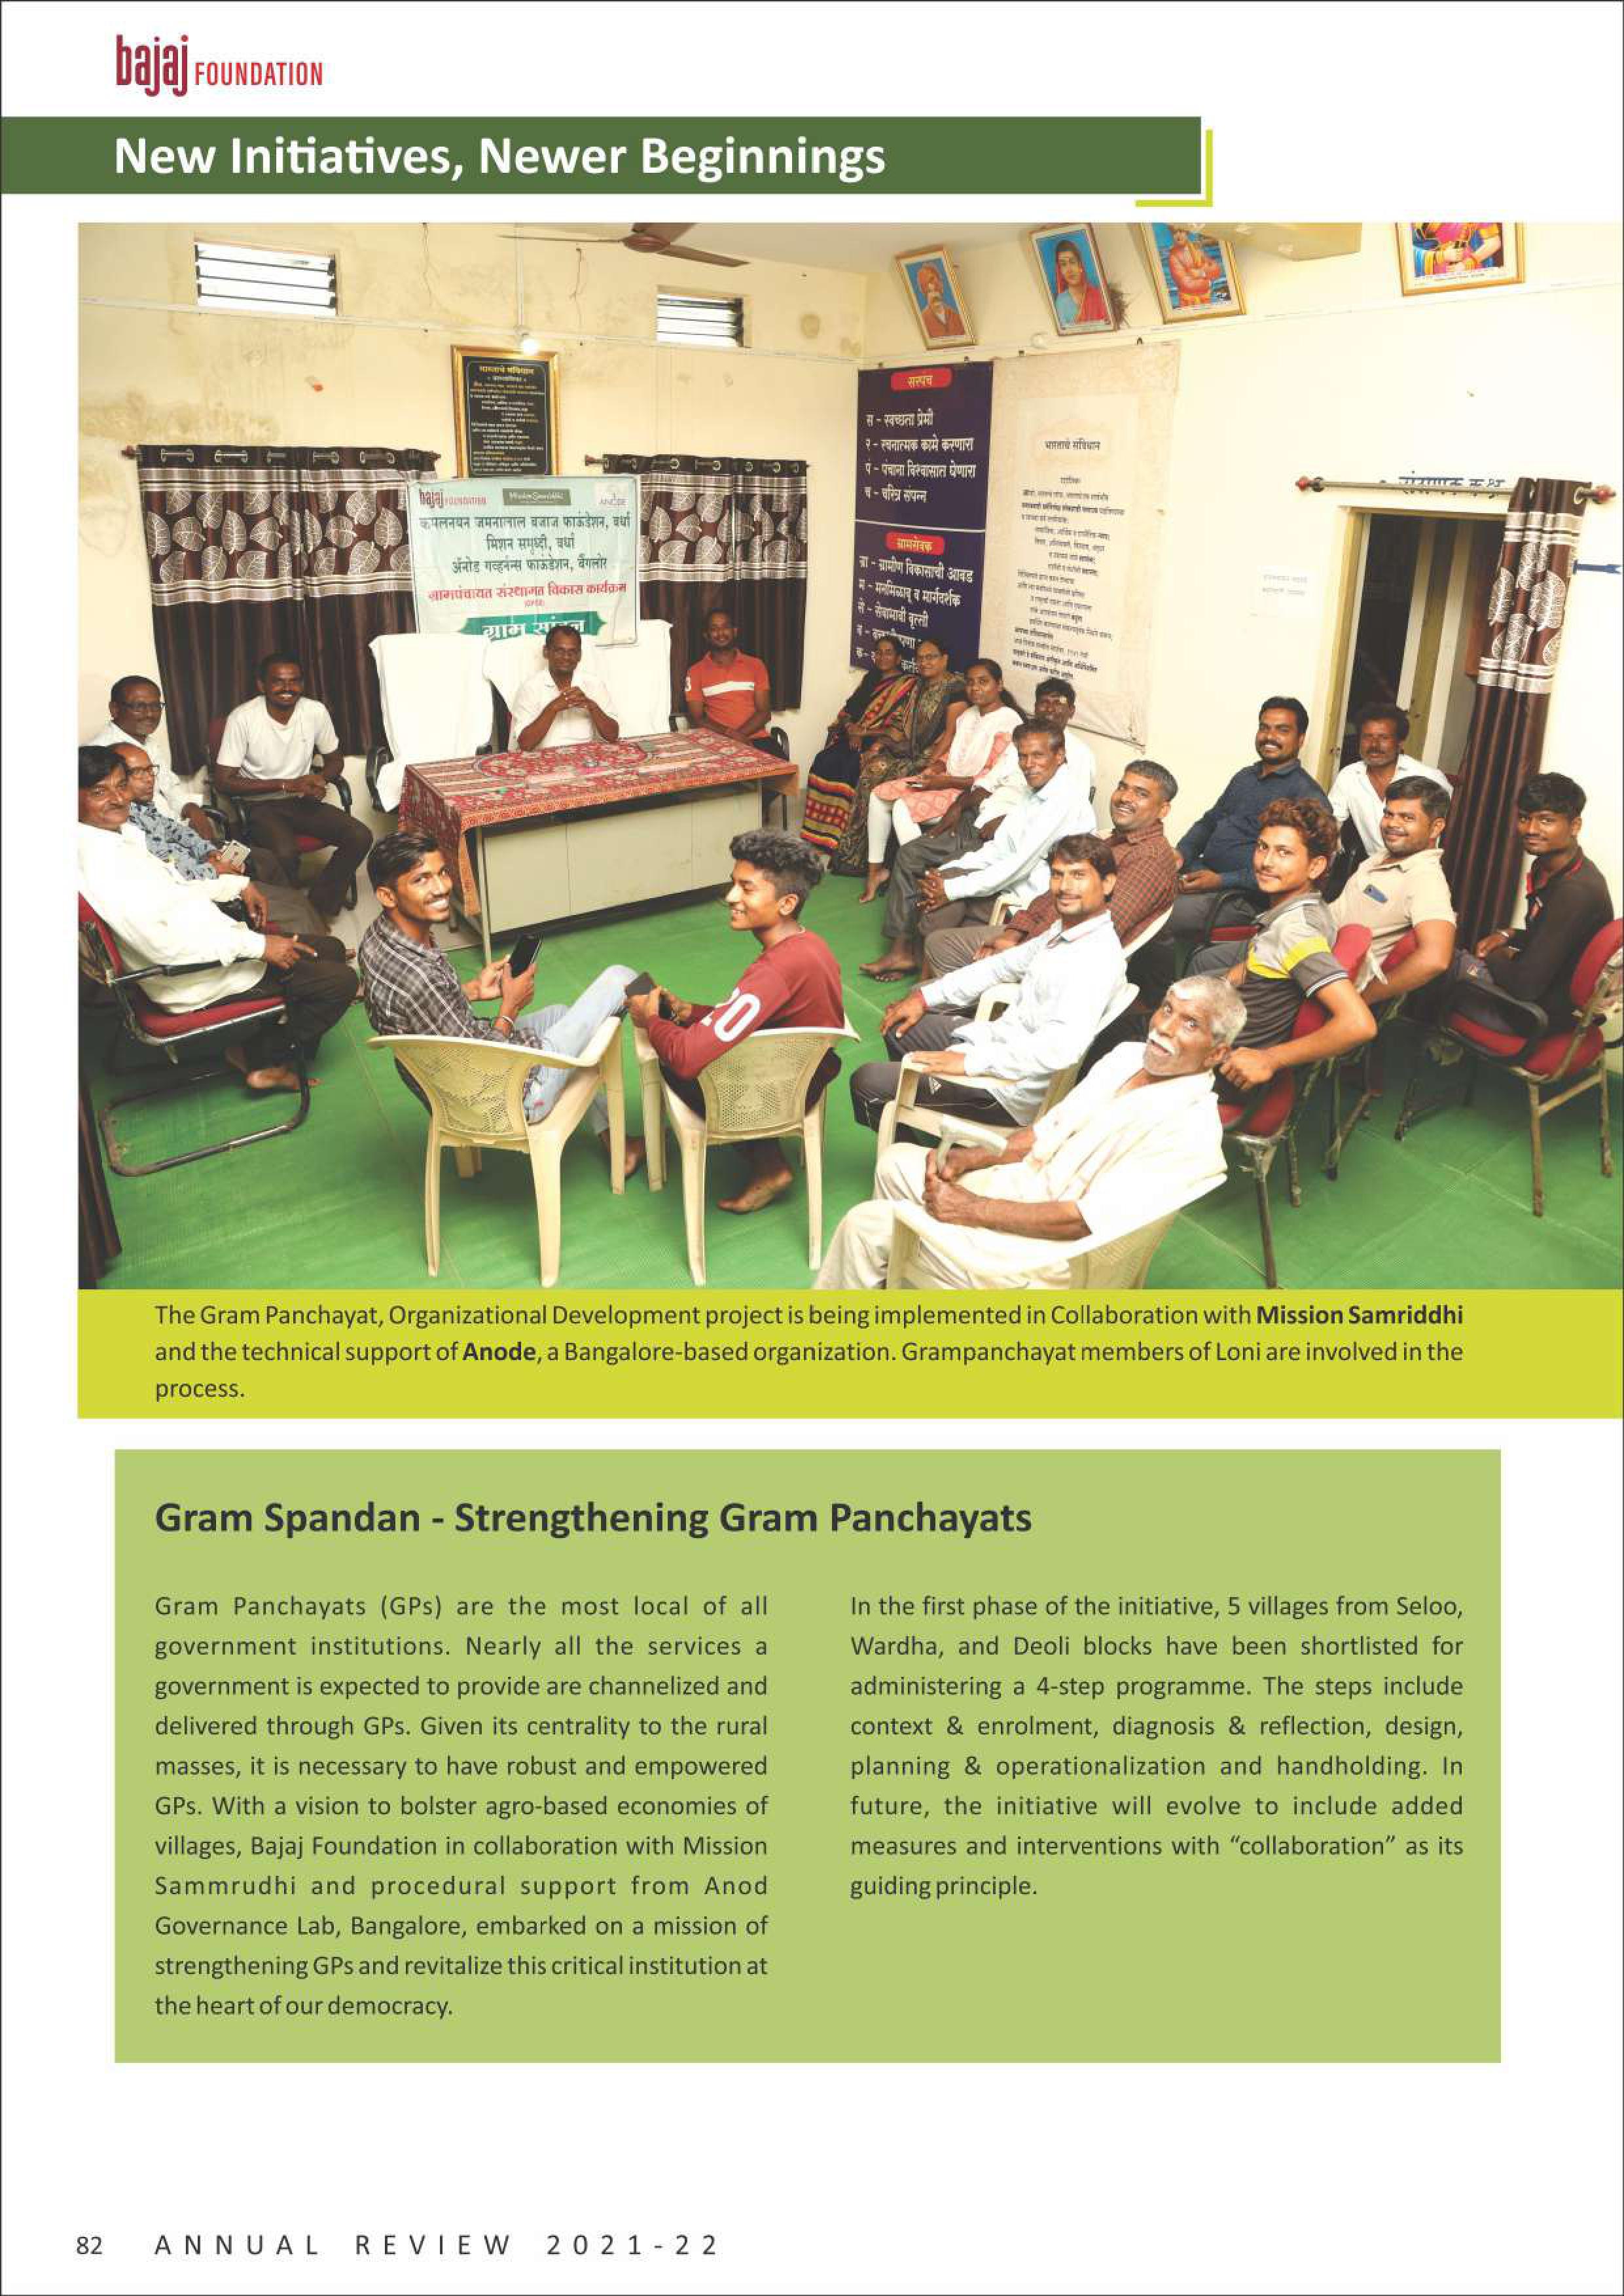 bajaj FOUNDATION
New Initiatives, Newer Beginnings
भारताचे संविधान
सरपंच
स - स्वच्छता प्रेमी
र - रचनात्मक कामे करणारा
पं - पंचाना विश्वासात घेणारा
च - चरित्र संपन्न
ग्रामसेवक
ग्रा - ग्रामीण विकासाची आवड
म - मनमिळावू व मार्गदर्शक
से - सेवाभावी वृत्ती
भारताचे संविधान
bajaj FOUNDATION
Mission Samriddhi
ANODE
कमलनयन जमनालाल बजाज फाऊंडेशन, वर्धा
मिशन समृध्दी, वर्धा
अ‍ॅनोड गव्हर्नन्स फाऊंडेशन, बेंगलोर
ग्रामपंचायत संस्थागत विकास कार्यक्रम
ग्राम
The Gram Panchayat, Organizational Development project is being implemented in Collaboration with Mission Samriddhi
and the technical support of Anode, a Bangalore-based organization. Grampanchayat members of Loni are involved in the
process.
Gram Spandan - Strengthening Gram Panchayats
Gram Panchayats (GPs) are the most local of all
government institutions. Nearly all the services a
government is expected to provide are channelized and
delivered through GPs. Given its centrality to the rural
masses, it is necessary to have robust and empowered
GPs. With a vision to bolster agro-based economies of
villages, Bajaj Foundation in collaboration with Mission
Sammrudhi and procedural support from Anod
Governance Lab, Bangalore, embarked on a mission of
strengthening GPs and revitalize this critical institution at
the heart of our democracy.
In the first phase of the initiative, 5 villages from Seloo,
Wardha, and Deoli blocks have been shortlisted for
administering a 4-step programme. The steps include
context & enrolment, diagnosis & reflection, design,
planning & operationalization and handholding. In
future, the initiative will evolve to include added
measures and interventions with “collaboration” as its
guiding principle.
82 ANNUAL REVIEW 2021-22